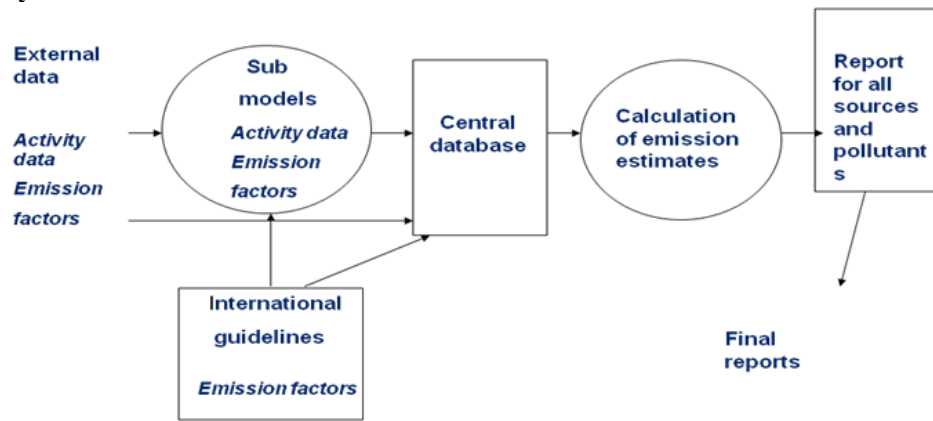 External
data
Activity
data
Emission
factors
Sub
models
Activity data
Emission
factors
International
guidelines
Emission factors
Central
database
Calculation
of emission
estimates
Report
for all
sources
and
pollutant
s
Final
reports